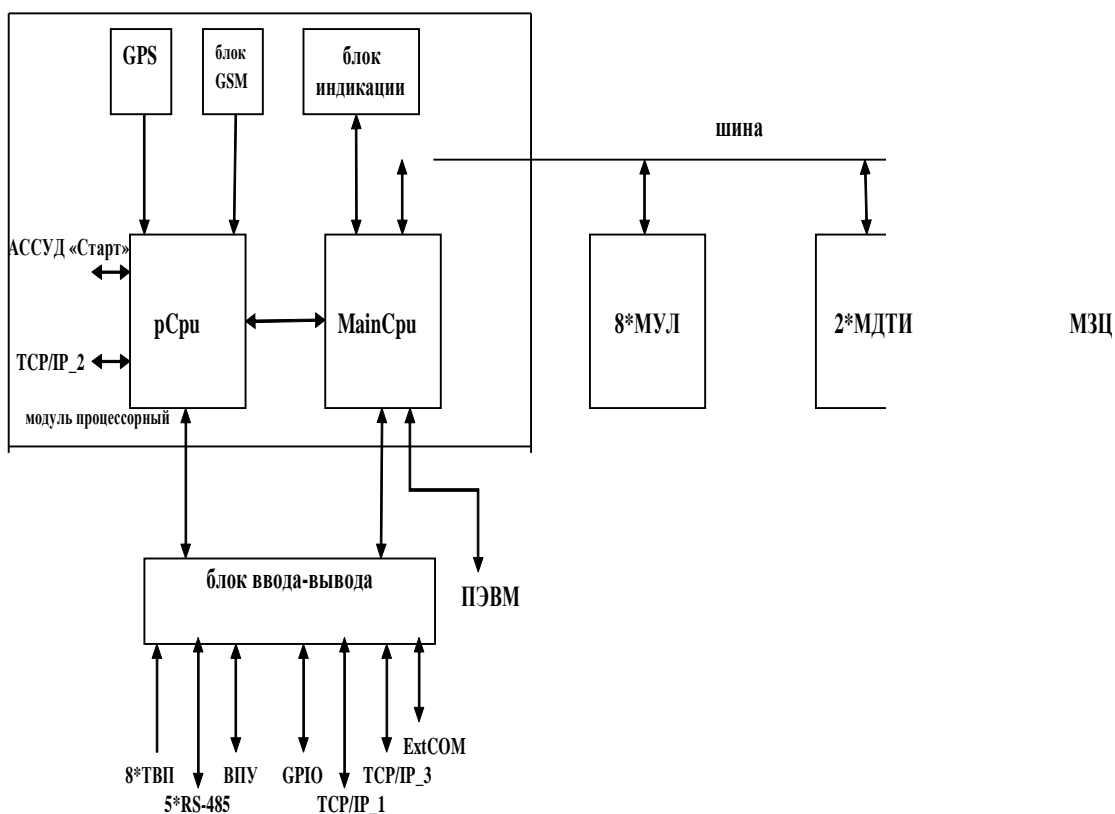 GPS
блок
GSM
блок
индикации
шина
АССУД «Старт»
pCpu
MainCpu
8*МУЛ
2*МДТИ
МЗЦ
TCP/IP_2
модуль процессорный
блок ввода-вывода
ПЭВМ
ExtCOM
8*ТВП
ВПУ
GPIO
TCP/IP_3
5*RS-485
TCP/IP_1